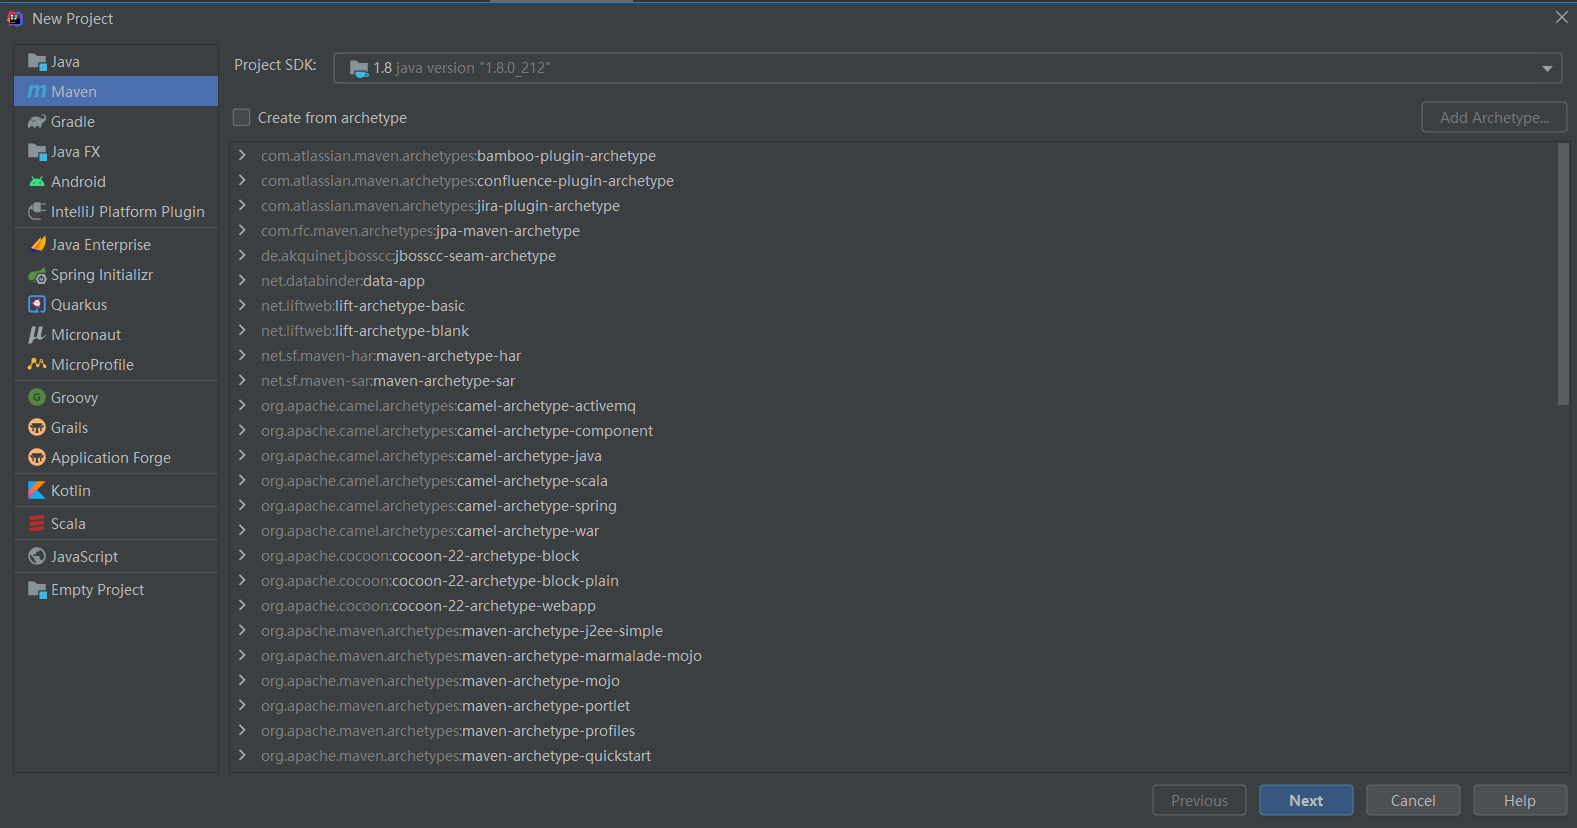 New Project
Java
Maven
Gradle
Java FX
Android
IntelliJ Platform Plugin
Java Enterprise
Spring Initializr
Quarkus
Micronaut
MicroProfile
Groovy
Grails
Application Forge
Kotlin
Scala
JavaScript
Empty Project
Project SDK: 1.8 java version "1.8.0_212"
Create from archetype
Add Archetype...
com.atlassian.maven.archetypes:bamboo-plugin-archetype
com.atlassian.maven.archetypes:confluence-plugin-archetype
com.atlassian.maven.archetypes:jira-plugin-archetype
com.rfc.maven.archetypes:jpa-maven-archetype
de.akquinet.jbosscc:jbosscc-seam-archetype
net.databinder:data-app
net.liftweb:lift-archetype-basic
net.liftweb:lift-archetype-blank
net.sf.maven-har:maven-archetype-har
net.sf.maven-sar:maven-archetype-sar
org.apache.camel.archetypes:camel-archetype-activemq
org.apache.camel.archetypes:camel-archetype-component
org.apache.camel.archetypes:camel-archetype-java
org.apache.camel.archetypes:camel-archetype-scala
org.apache.camel.archetypes:camel-archetype-spring
org.apache.camel.archetypes:camel-archetype-war
org.apache.cocoon:cocoon-22-archetype-block
org.apache.cocoon:cocoon-22-archetype-block-plain
org.apache.cocoon:cocoon-22-archetype-webapp
org.apache.maven.archetypes:maven-archetype-j2ee-simple
org.apache.maven.archetypes:maven-archetype-marmalade-mojo
org.apache.maven.archetypes:maven-archetype-mojo
org.apache.maven.archetypes:maven-archetype-portlet
org.apache.maven.archetypes:maven-archetype-profiles
org.apache.maven.archetypes:maven-archetype-quickstart
Previous
Next
Cancel
Help